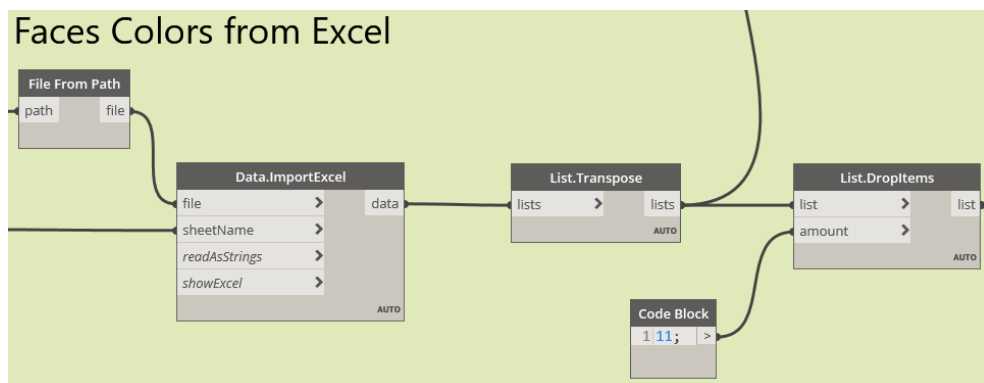 Faces Colors from Excel
File From Path
path file
Data.ImportExcel
file > data
sheetName >
readAsStrings >
showExcel >
AUTO
List.Transpose
lists > lists
AUTO
List.DropItems
list > list
amount >
AUTO
Code Block
1 11; >